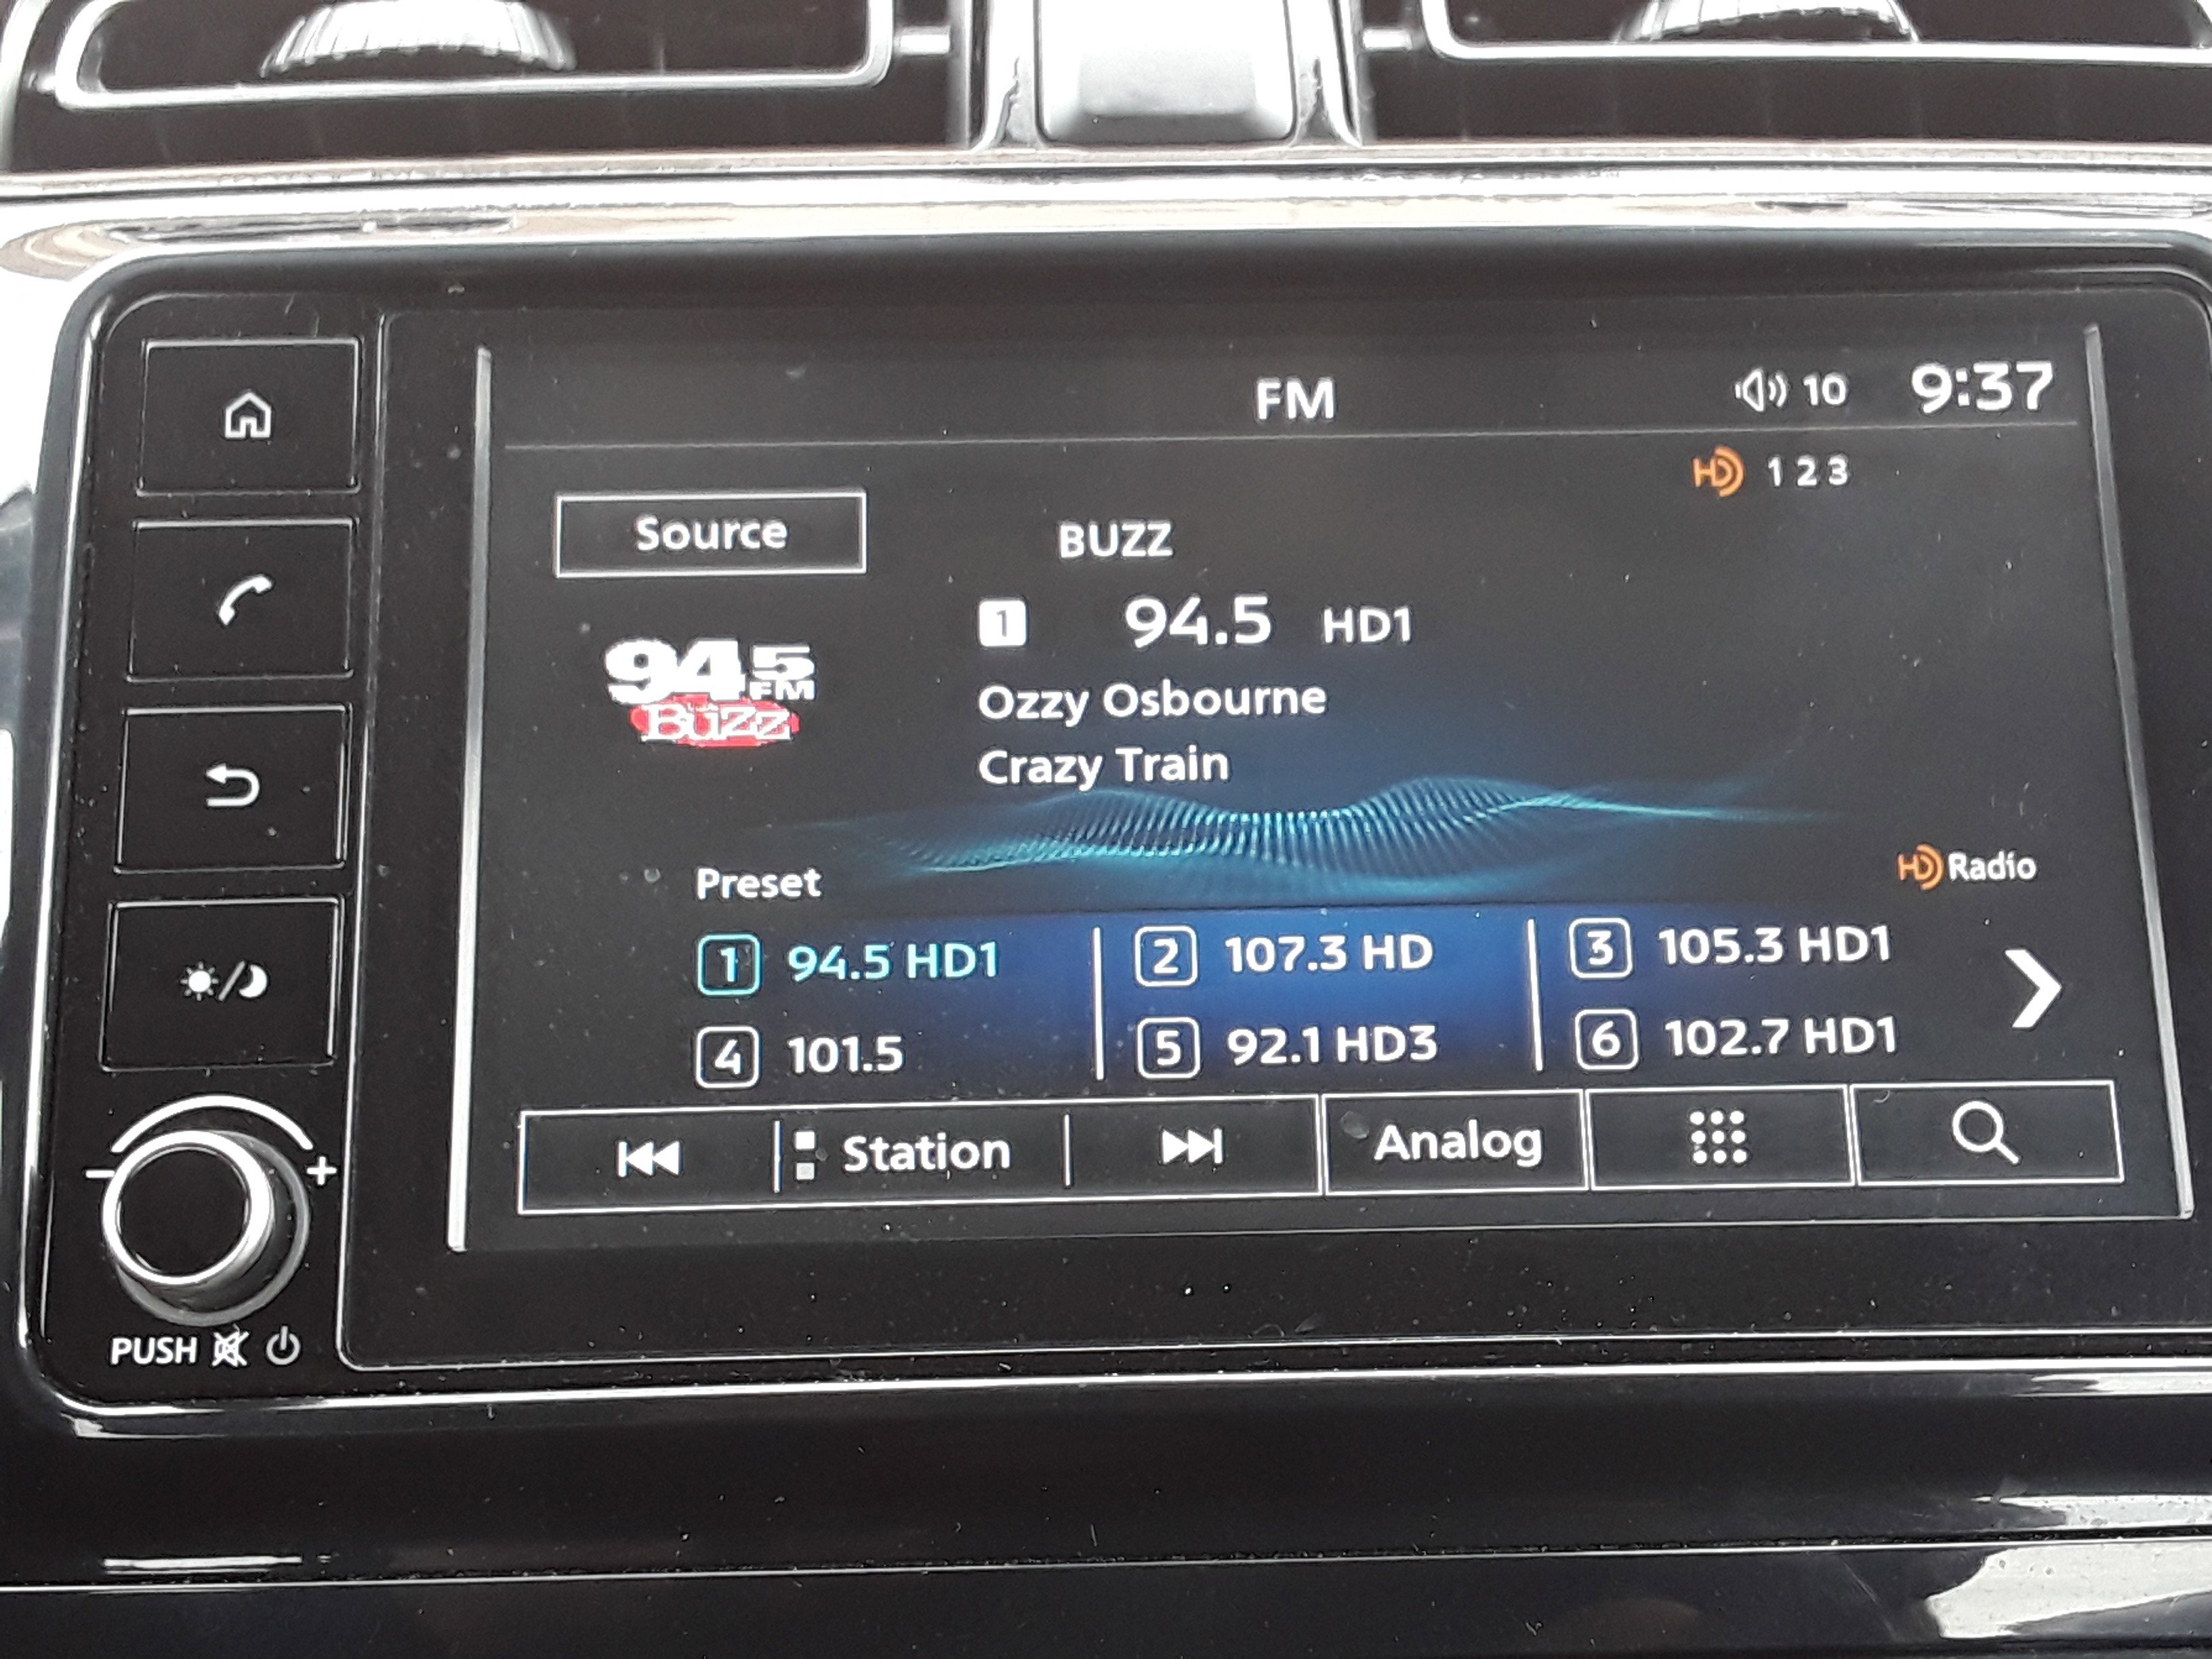 FM
10 9:37
HD 1 2 3
Source
BUZZ
1 94.5 HD1
94.5 FM
BuZz
Ozzy Osbourne
Crazy Train
HD Radio
Preset
1 94.5 HD1
2 107.3 HD
3 105.3 HD1
4 101.5
5 92.1 HD3
6 102.7 HD1
Station
Analog
- +
PUSH